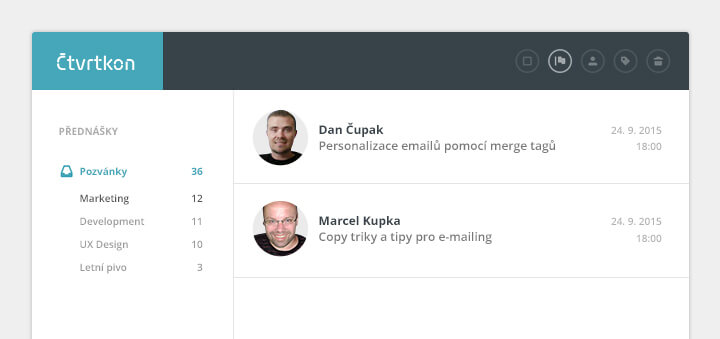 Čtvrtkon
PŘEDNÁŠKY
Pozvánky 36
Marketing 12
Development 11
UX Design 10
Letní pivo 3
Dan Čupak 24. 9. 2015
Personalizace emailů pomocí merge tagů 18:00
Marcel Kupka 24. 9. 2015
Copy triky a tipy pro e-mailing 18:00